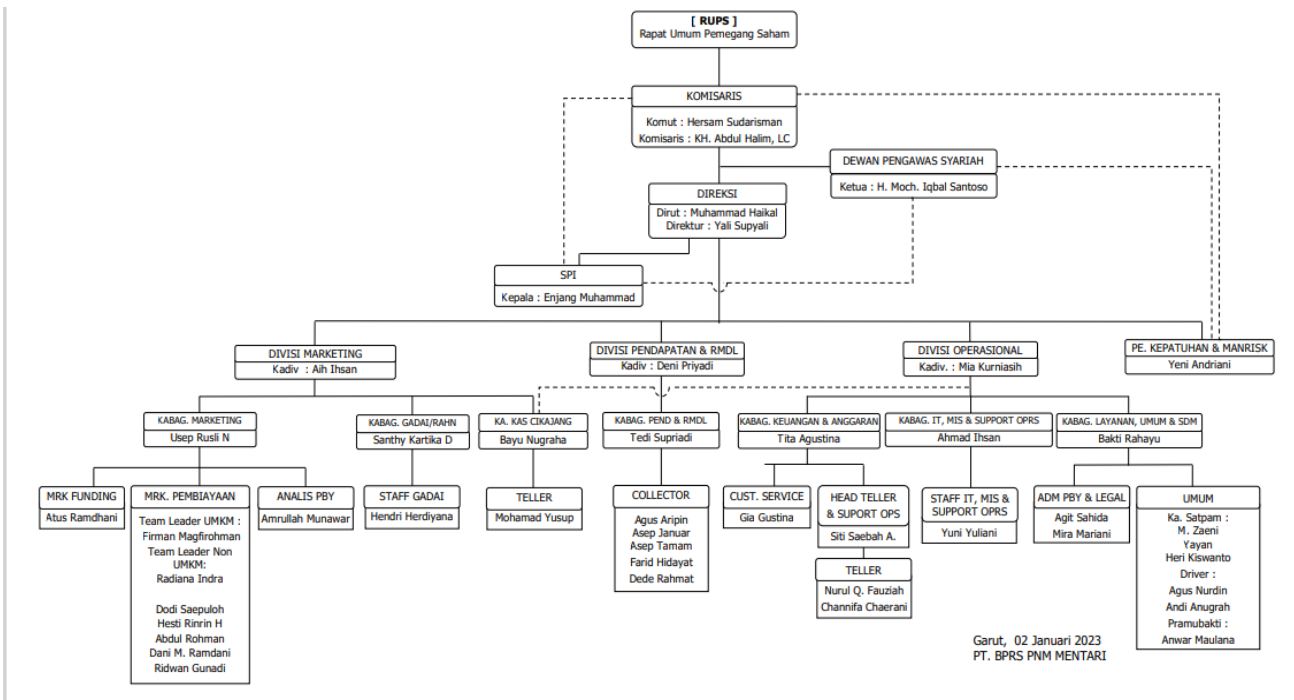 [ RUPS ]
Rapat Umum Pemegang Saham
KOMISARIS
Komut : Hersam Sudarisman
Komisaris : KH. Abdul Halim, LC
DEWAN PENGAWAS SYARIAH
Ketua : H. Moch. Iqbal Santoso
DIREKSI
Dirut : Muhammad Haikal
Direktur : Yali Supyali
SPI
Kepala : Enjang Muhammad
DIVISI MARKETING
Kadiv : Aih Ihsan
DIVISI PENDAPATAN & RMDL
Kadiv : Deni Priyadi
DIVISI OPERASIONAL
Kadiv. : Mia Kurniasih
PE. KEPATUHAN & MANRISK
Yeni Andriani
KABAG. MARKETING
Usep Rusli N
KABAG. GADAI/RAHN
Santhy Kartika D
KA. KAS CIKAJANG
Bayu Nugraha
KABAG. PEND & RMDL
Tedi Supriadi
KABAG. KEUANGAN & ANGGARAN
Tita Agustina
KABAG. IT, MIS & SUPPORT OPRS
Ahmad Ihsan
KABAG. LAYANAN, UMUM & SDM
Bakti Rahayu
MRK FUNDING
Atus Ramdhani
MRK. PEMBIAYAAN
Team Leader UMKM :
Firman Magfirohman
Team Leader Non
UMKM:
Radiana Indra
Dodi Saepuloh
Hesti Rinrin H
Abdul Rohman
Dani M. Ramdani
Ridwan Gunadi
ANALIS PBY
Amrullah Munawar
STAFF GADAI
Hendri Herdiyana
TELLER
Mohamad Yusup
COLLECTOR
Agus Aripin
Asep Januar
Asep Tamam
Farid Hidayat
Dede Rahmat
CUST. SERVICE
Gia Gustina
HEAD TELLER
& SUPORT OPS
Siti Saebah A.
TELLER
Nurul Q. Fauziah
Channifa Chaerani
STAFF IT, MIS &
SUPPORT OPRS
Yuni Yuliani
ADM PBY & LEGAL
Agit Sahida
Mira Mariani
UMUM
Ka. Satpam :
M. Zaeni
Yayan
Heri Kiswanto
Driver :
Agus Nurdin
Andi Anugrah
Pramubakti :
Anwar Maulana
Garut, 02 Januari 2023
PT. BPRS PNM MENTARI